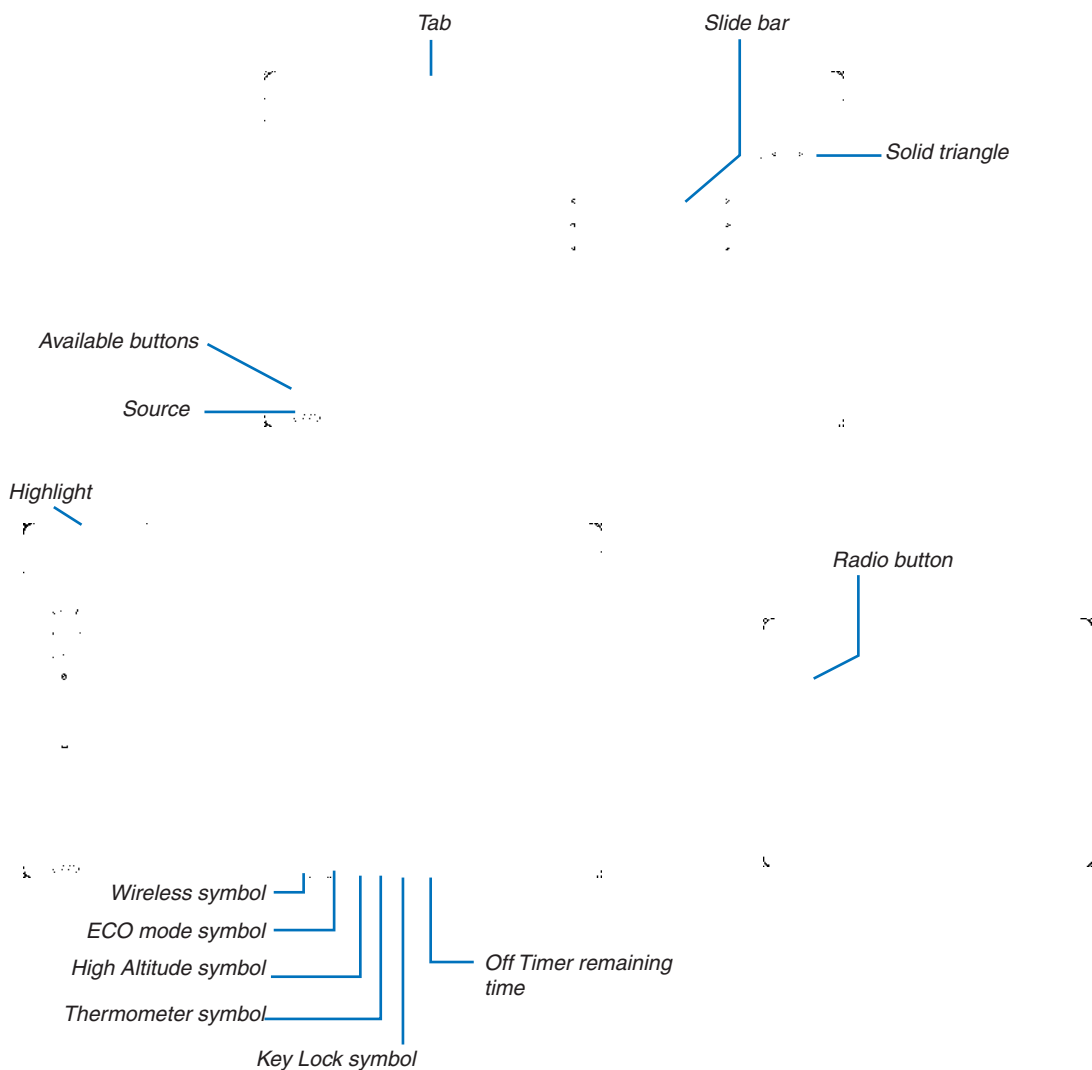 Tab
Slide bar
Solid triangle
Available buttons
Source
Highlight
Radio button
Wireless symbol
ECO mode symbol
High Altitude symbol
Off Timer remaining
time
Thermometer symbol
Key Lock symbol